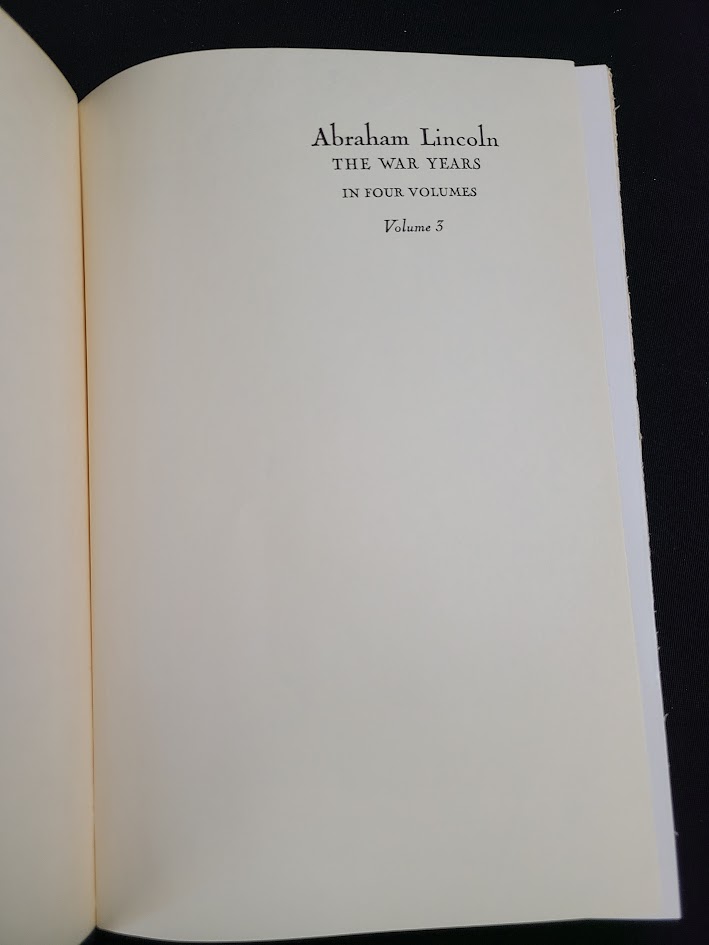 Abraham Lincoln
THE WAR YEARS
IN FOUR VOLUMES
Volume 3